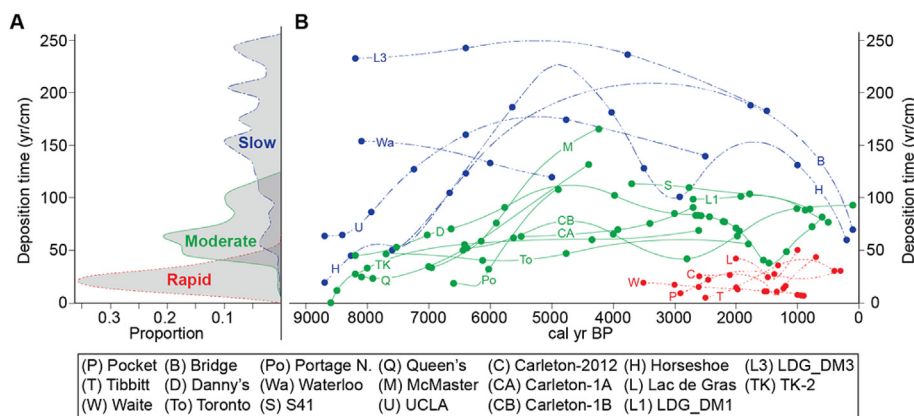 A
B
Deposition time (yr/cm)
250
200
150
100
50
0
Slow
Moderate
Rapid
0.3
0.1
Proportion
L3
Wa
U
H
D
TK
Q
Po
To
M
CB
CA
S
L1
B
H
W
P
C
L
T
9000 8000 7000 6000 5000 4000 3000 2000 1000 0
cal yr BP
250
200
150
100
50
0
Deposition time (yr/cm)
(P) Pocket (B) Bridge (Po) Portage N. (Q) Queen's (C) Carleton-2012 (H) Horseshoe (L3) LDG_DM3
(T) Tibbitt (D) Danny's (Wa) Waterloo (M) McMaster (CA) Carleton-1A (L) Lac de Gras (TK) TK-2
(W) Waite (To) Toronto (S) S41 (U) UCLA (CB) Carleton-1B (L1) LDG_DM1